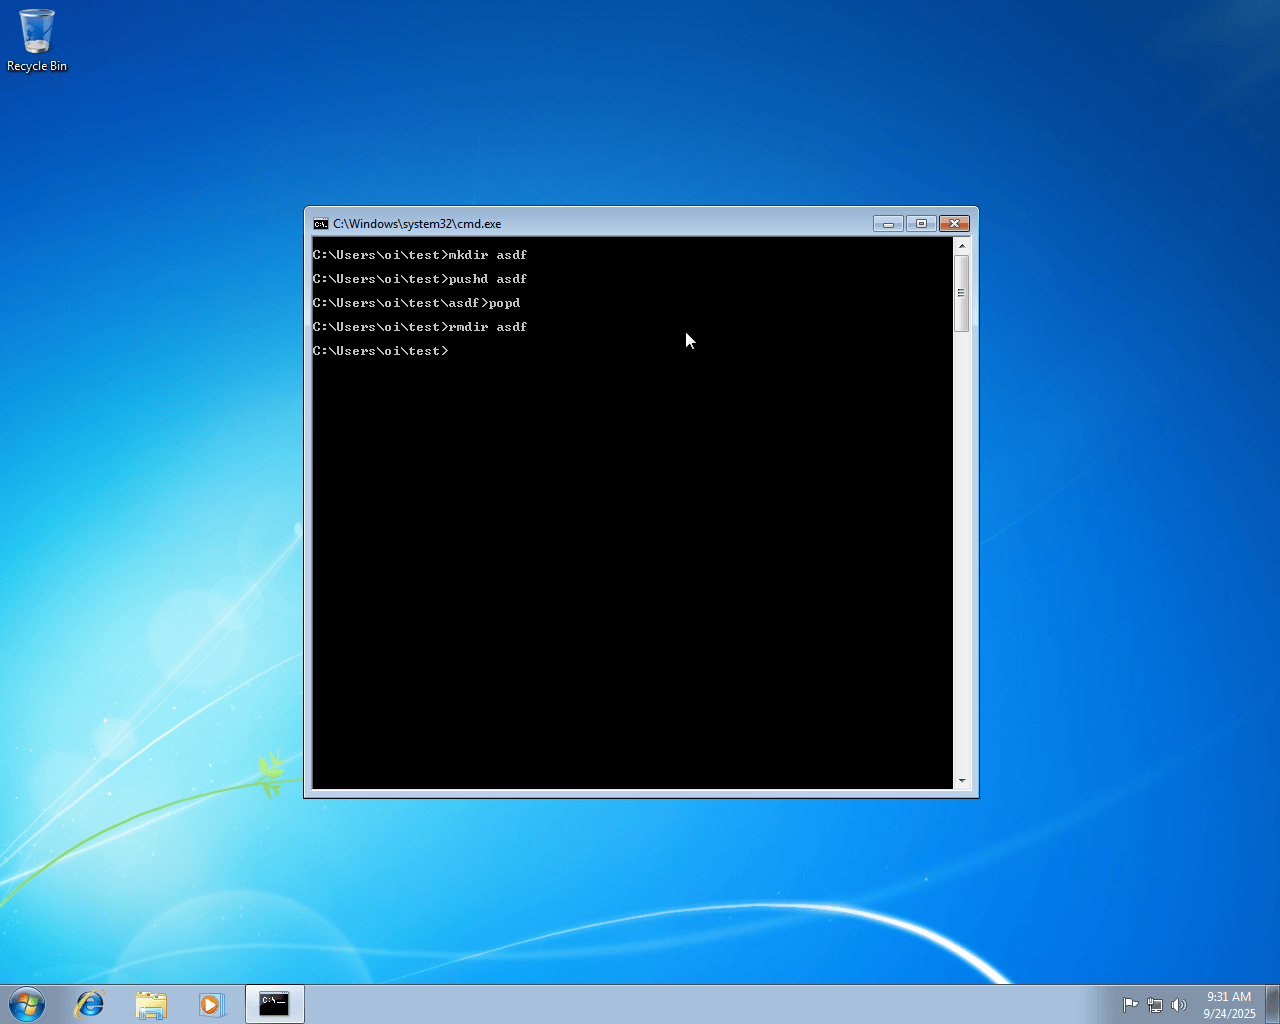 Recycle Bin
C:\Windows\system32\cmd.exe
C:\Users\oi\test>mkdir asdf
C:\Users\oi\test>pushd asdf
C:\Users\oi\test\asdf>popd
C:\Users\oi\test>rmdir asdf
C:\Users\oi\test>
9:31 AM
9/24/2025